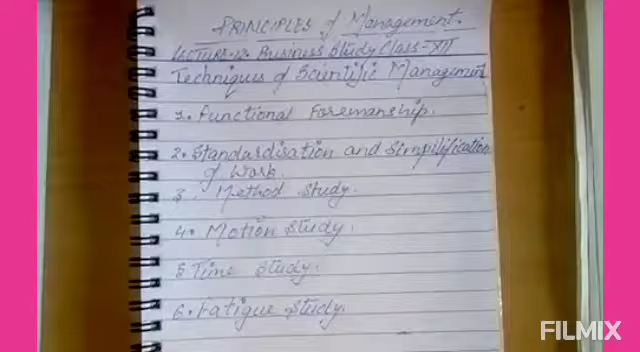 PRINCIPLES of Management.
LECTURE-12. Business Study Class-XII
Techniques of Scientific Management
1. Functional Foremanship.
2. Standardisation and Simplification
of Work.
3. Method Study.
4. Motion Study.
5 Time Study.
6. Fatigue Study.
FILMIX